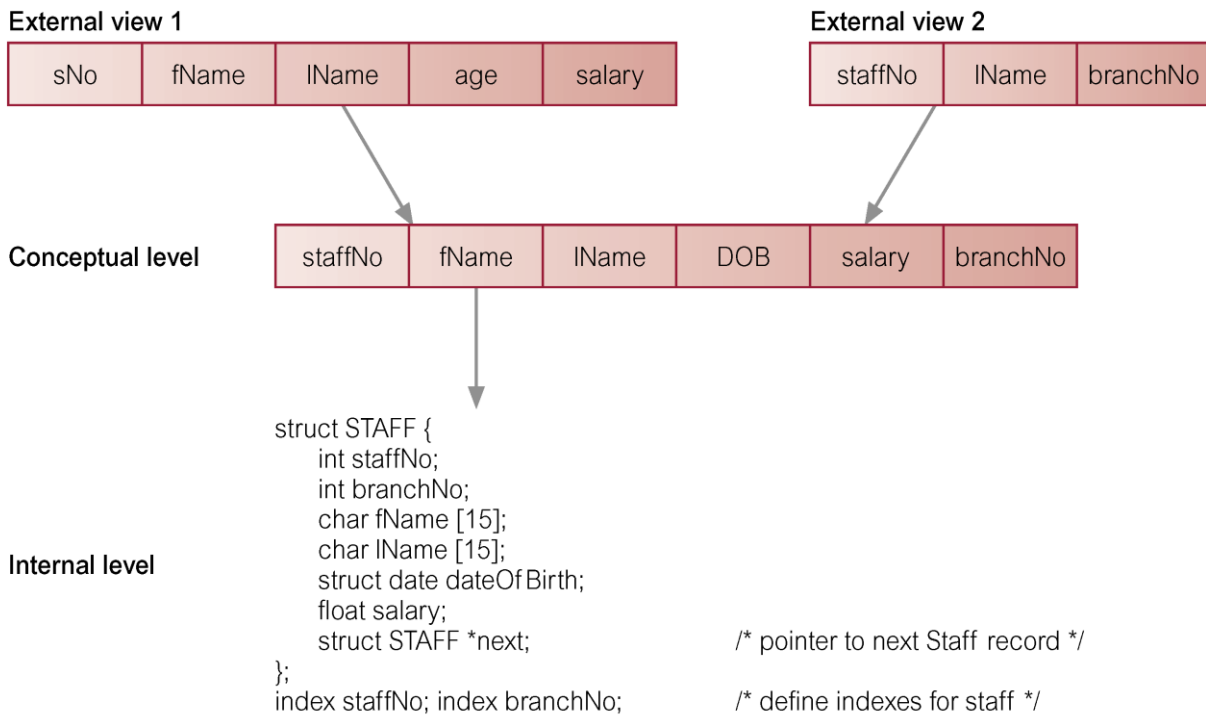 External view 1
External view 2
sNo fName lName age salary
staffNo lName branchNo
Conceptual level
staffNo fName lName DOB salary branchNo
Internal level
struct STAFF {
int staffNo;
int branchNo;
char fName [15];
char lName [15];
struct date dateOfBirth;
float salary;
struct STAFF *next; /* pointer to next Staff record */
};
index staffNo; index branchNo; /* define indexes for staff */